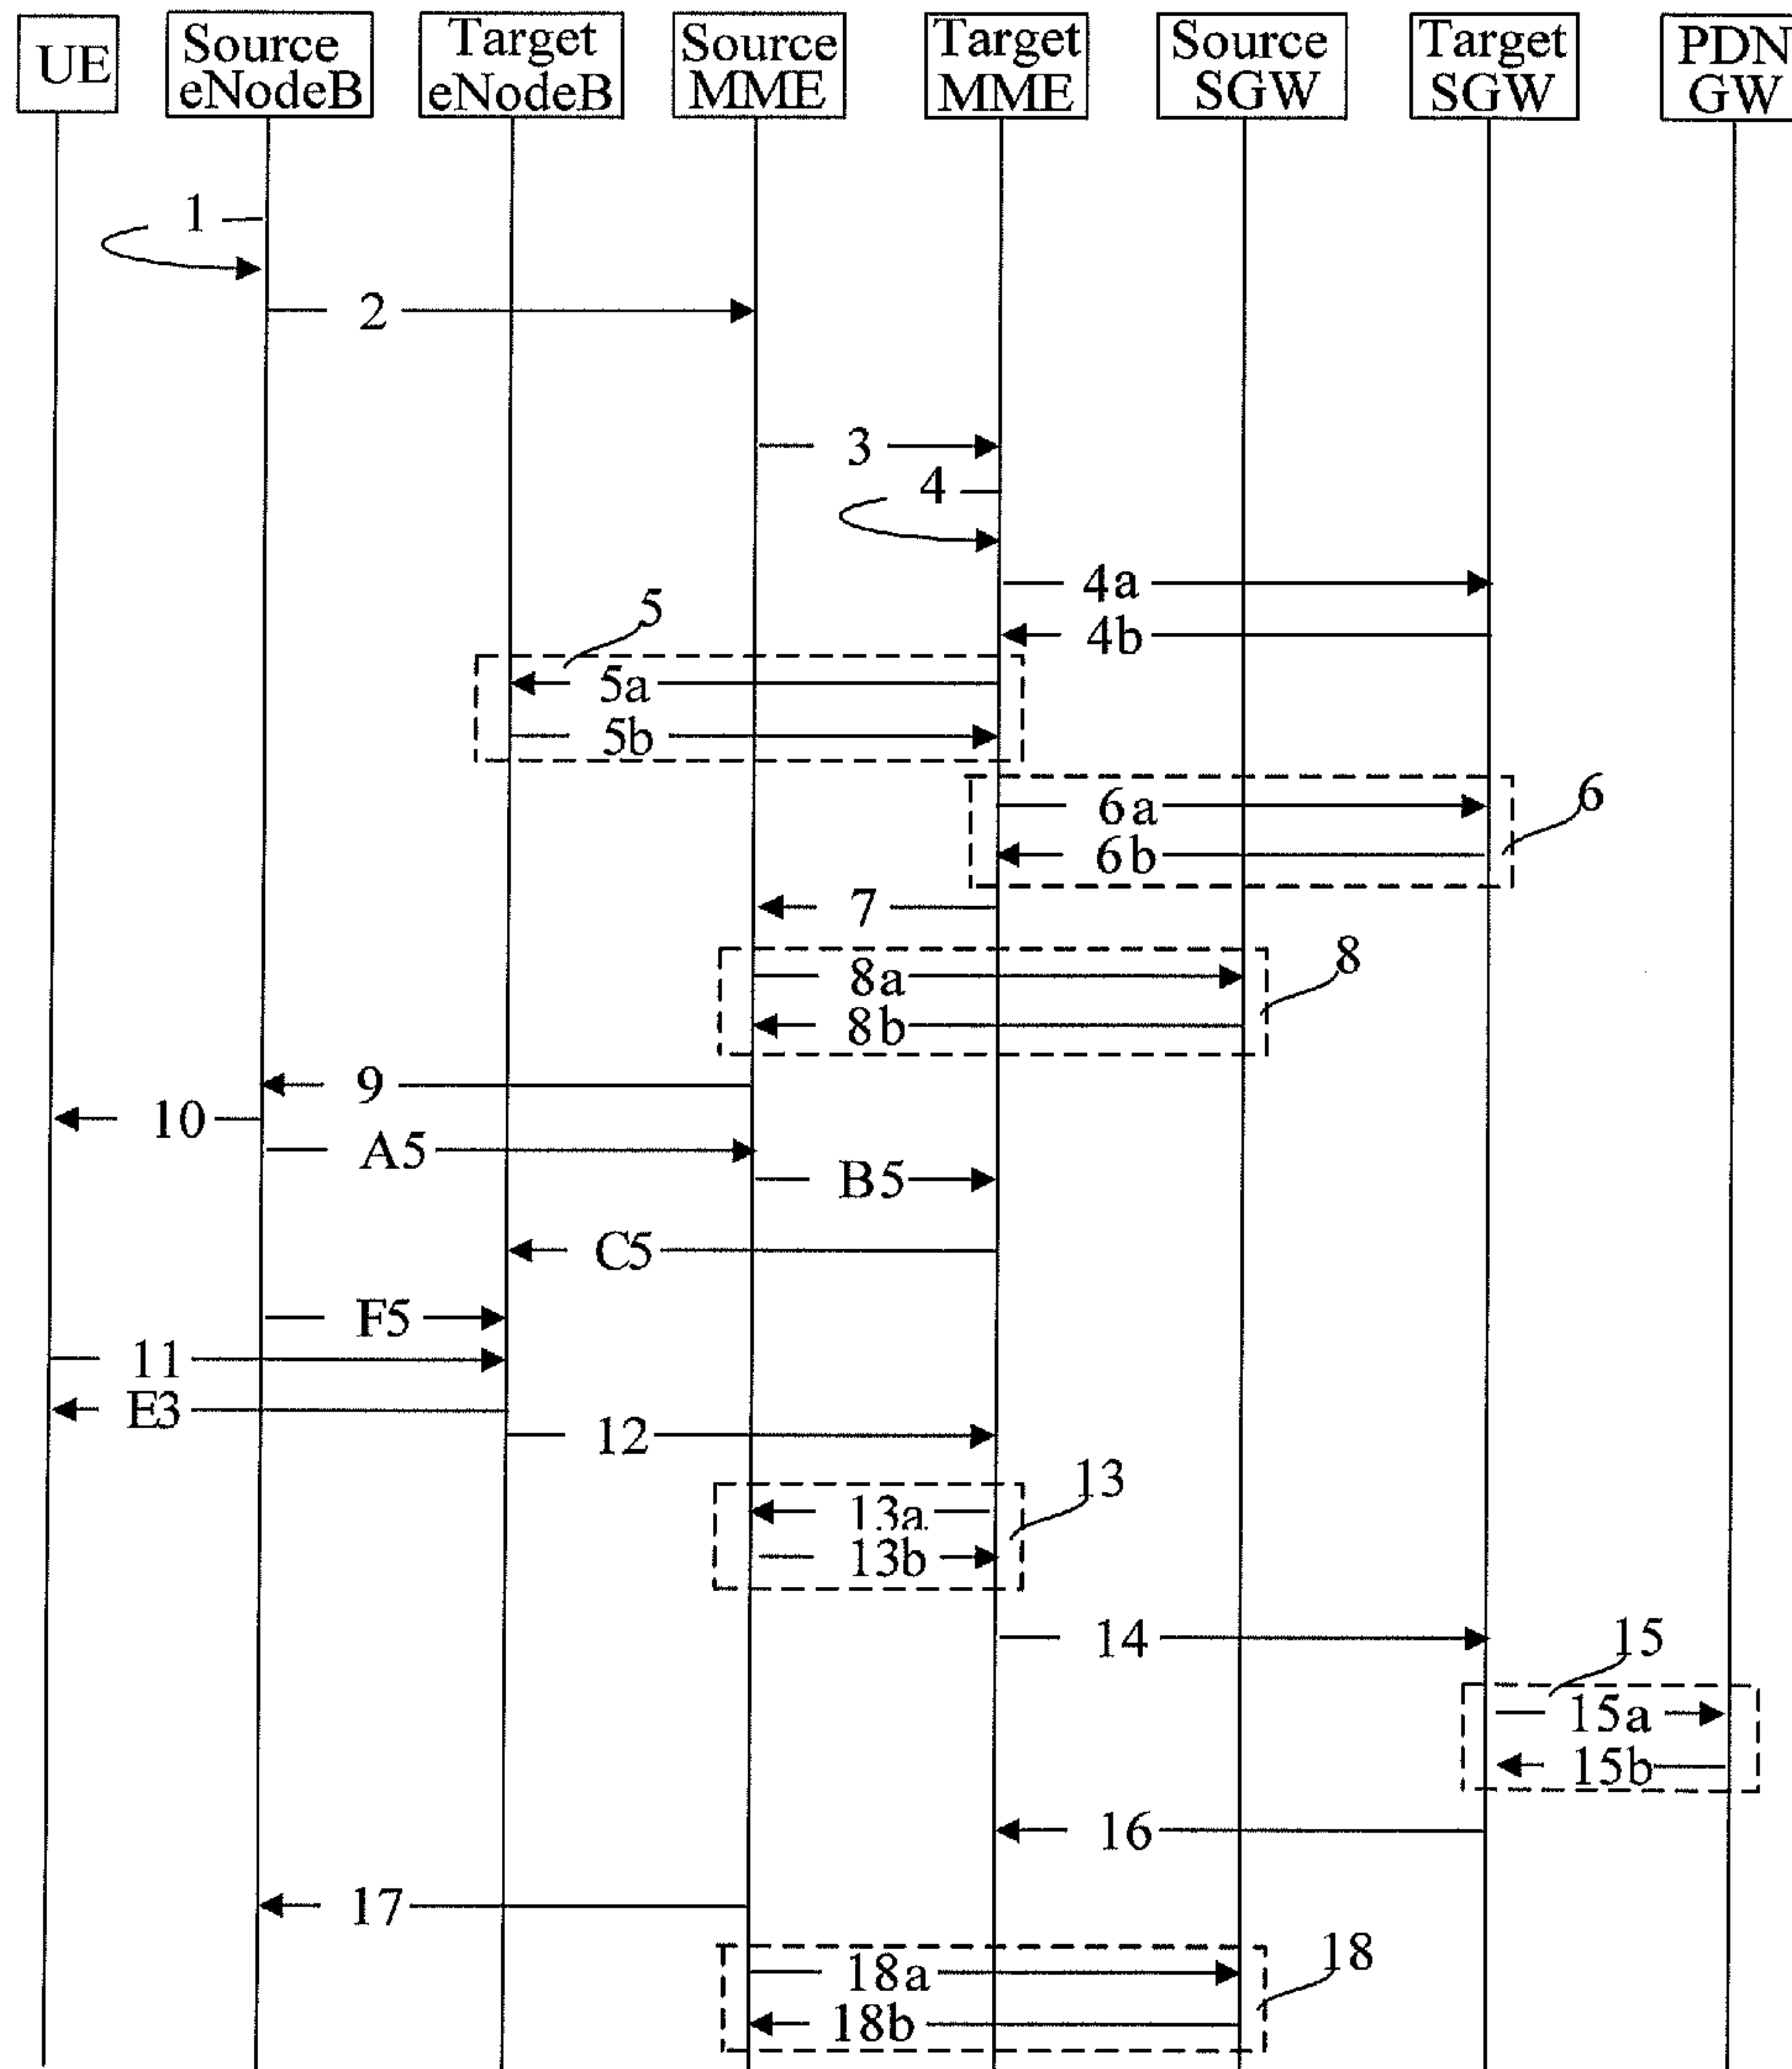 UE
Source
eNodeB
Target
eNodeB
Source
MME
Target
MME
Source
SGW
Target
SGW
PDN
GW
1
2
3
4
4a
5
4b
5a
5b
6
6a
6b
7
8
8a
8b
9
10
A5
B5
C5
F5
11
E3
12
13
13a
13b
14
15
15a
15b
16
17
18
18a
18b